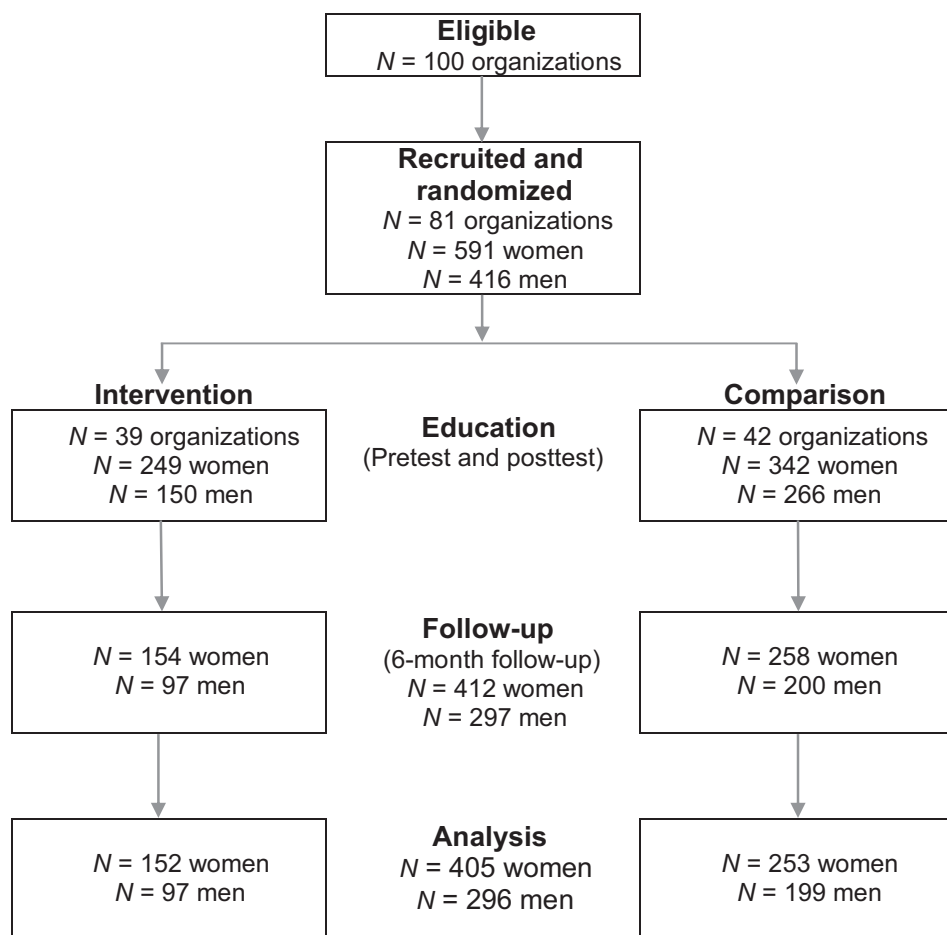 Eligible
N = 100 organizations
Recruited and
randomized
N = 81 organizations
N = 591 women
N = 416 men
Intervention
N = 39 organizations
N = 249 women
N = 150 men
Education
(Pretest and posttest)
Comparison
N = 42 organizations
N = 342 women
N = 266 men
N = 154 women
N = 97 men
Follow-up
(6-month follow-up)
N = 412 women
N = 297 men
N = 258 women
N = 200 men
N = 152 women
N = 97 men
Analysis
N = 405 women
N = 296 men
N = 253 women
N = 199 men